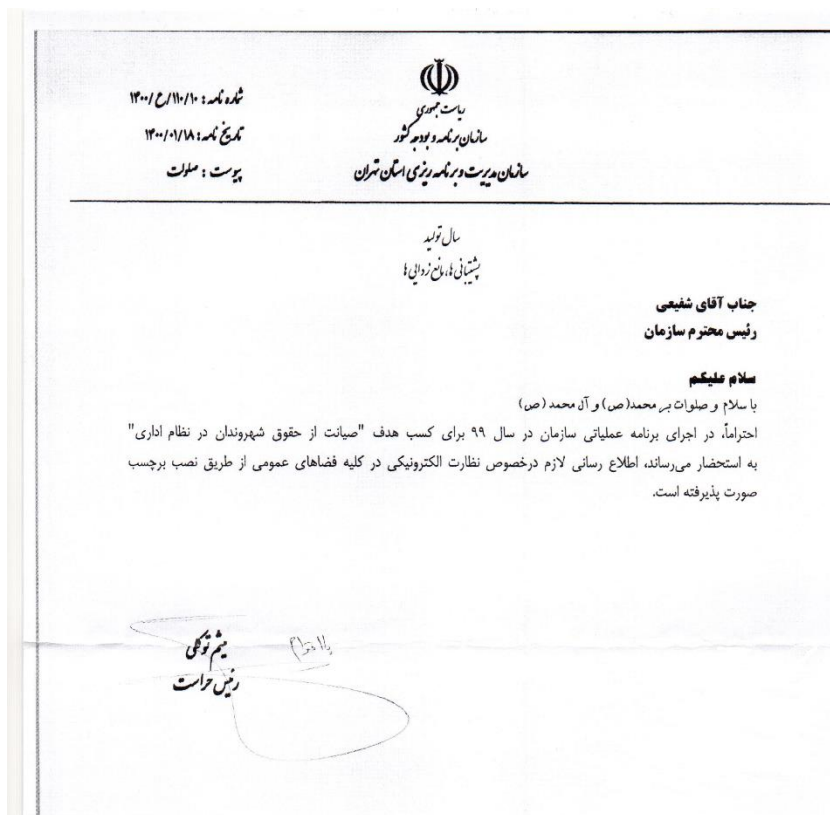 شماره نامه : ۱۴۰۰/ح/۱۱۰/۱۰
تاریخ نامه: ۱۴۰۰/۰۱/۱۸
پیوست : صلوات
ریاست جمهوری
سازمان برنامه و بودجه کشور
سازمان مدیریت و برنامه ریزی استان تهران
سال تولید
پشتیبانی ها، مانع زدایی ها
جناب آقای شفیعی
رئیس محترم سازمان
سلام علیکم
با سلام و صلوات بر محمد(ص) و آل محمد (ص)
احتراماً، در اجرای برنامه عملیاتی سازمان در سال ۹۹ برای کسب هدف "صیانت از حقوق شهروندان در نظام اداری"
به استحضار می‌رساند، اطلاع رسانی لازم درخصوص نظارت الکترونیکی در کلیه فضاهای عمومی از طریق نصب برچسب
صورت پذیرفته است.
میثم توکلی
رئیس حراست